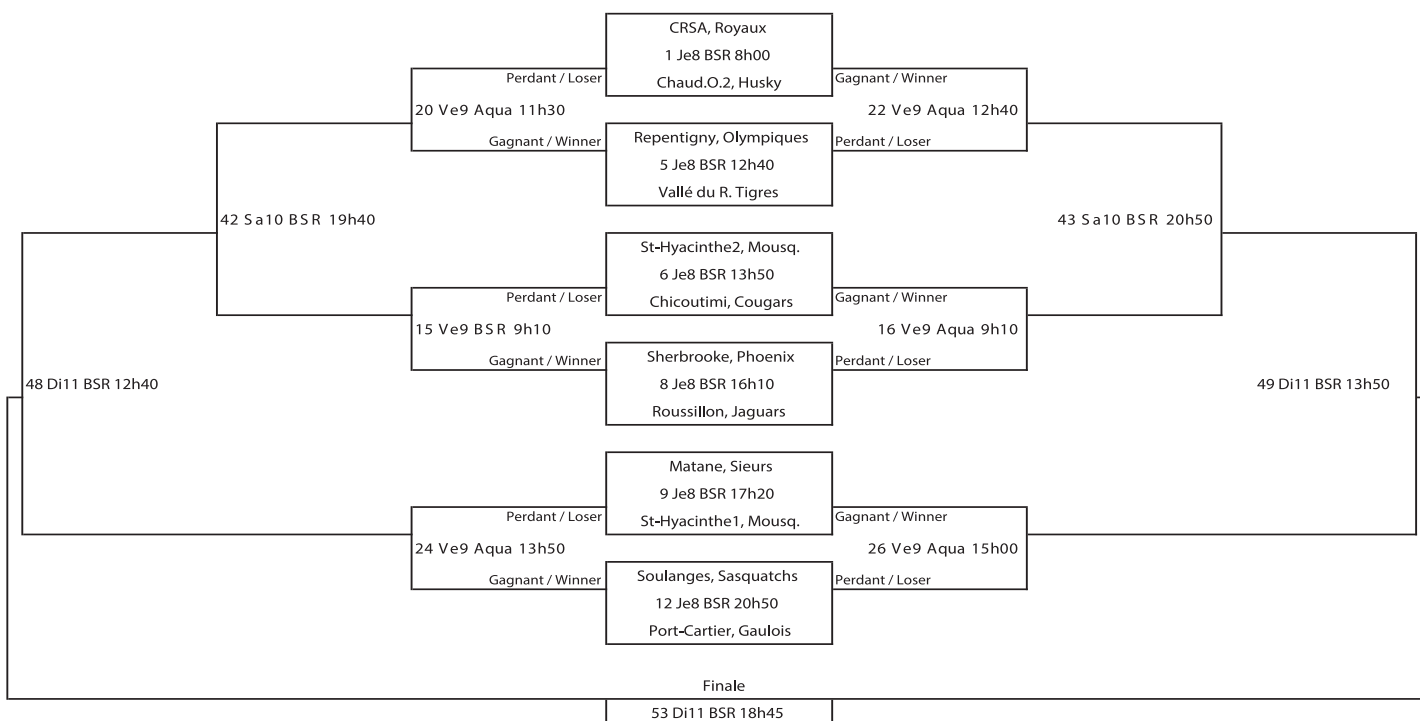 CRSA, Royaux
1 Je8 BSR 8h00
Perdant / Loser
Gagnant / Winner
Chaud.O.2, Husky
20 Ve9 Aqua 11h30
22 Ve9 Aqua 12h40
Gagnant / Winner
Repentigny, Olympiques
Perdant / Loser
5 Je8 BSR 12h40
Vallé du R. Tigres
42 Sa10 BSR 19h40
43 Sa10 BSR 20h50
St-Hyacinthe2, Mousq.
6 Je8 BSR 13h50
Perdant / Loser
Chicoutimi, Cougars
Gagnant / Winner
15 Ve9 BSR 9h10
16 Ve9 Aqua 9h10
Gagnant / Winner
Sherbrooke, Phoenix
Perdant / Loser
48 Di11 BSR 12h40
8 Je8 BSR 16h10
49 Di11 BSR 13h50
Roussillon, Jaguars
Matane, Sieurs
9 Je8 BSR 17h20
Perdant / Loser
St-Hyacinthe1, Mousq.
Gagnant / Winner
24 Ve9 Aqua 13h50
26 Ve9 Aqua 15h00
Gagnant / Winner
Soulanges, Sasquatchs
Perdant / Loser
12 Je8 BSR 20h50
Port-Cartier, Gaulois
Finale
53 Di11 BSR 18h45